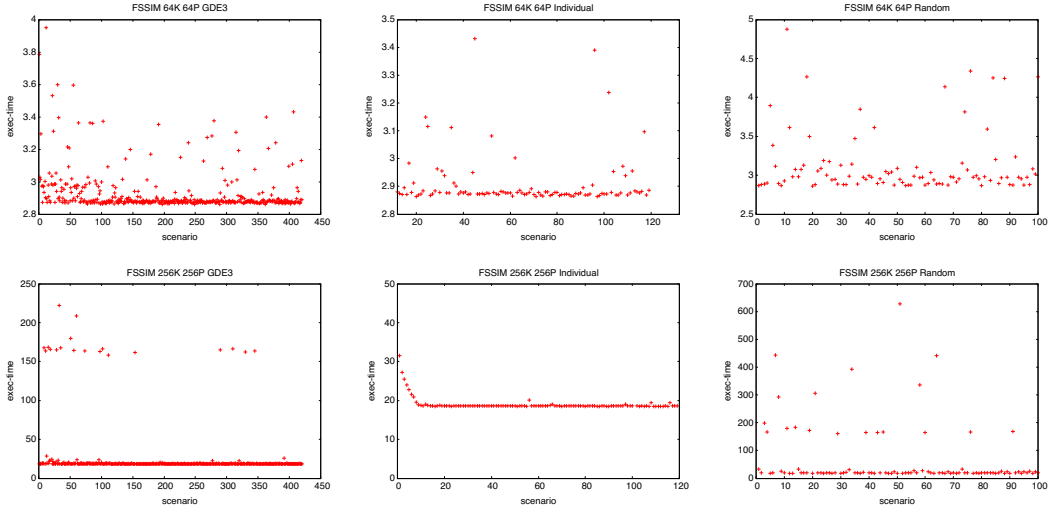 FSSIM 64K 64P GDE3
4
3.8
3.6
3.4
3.2
3.0
2.8
exec-time
0 50 100 150 200 250 300 350 400 450
scenario
FSSIM 64K 64P Individual
3.5
3.4
3.3
3.2
3.1
3.0
2.9
2.8
exec-time
20 40 60 80 100 120
scenario
FSSIM 64K 64P Random
5
4.5
4
3.5
3.0
2.5
exec-time
0 10 20 30 40 50 60 70 80 90 100
scenario
FSSIM 256K 256P GDE3
250
200
150
100
50
0
exec-time
0 50 100 150 200 250 300 350 400 450
scenario
FSSIM 256K 256P Individual
50
40
30
20
10
0
exec-time
0 20 40 60 80 100 120
scenario
FSSIM 256K 256P Random
700
600
500
400
300
200
100
0
exec-time
0 10 20 30 40 50 60 70 80 90 100
scenario